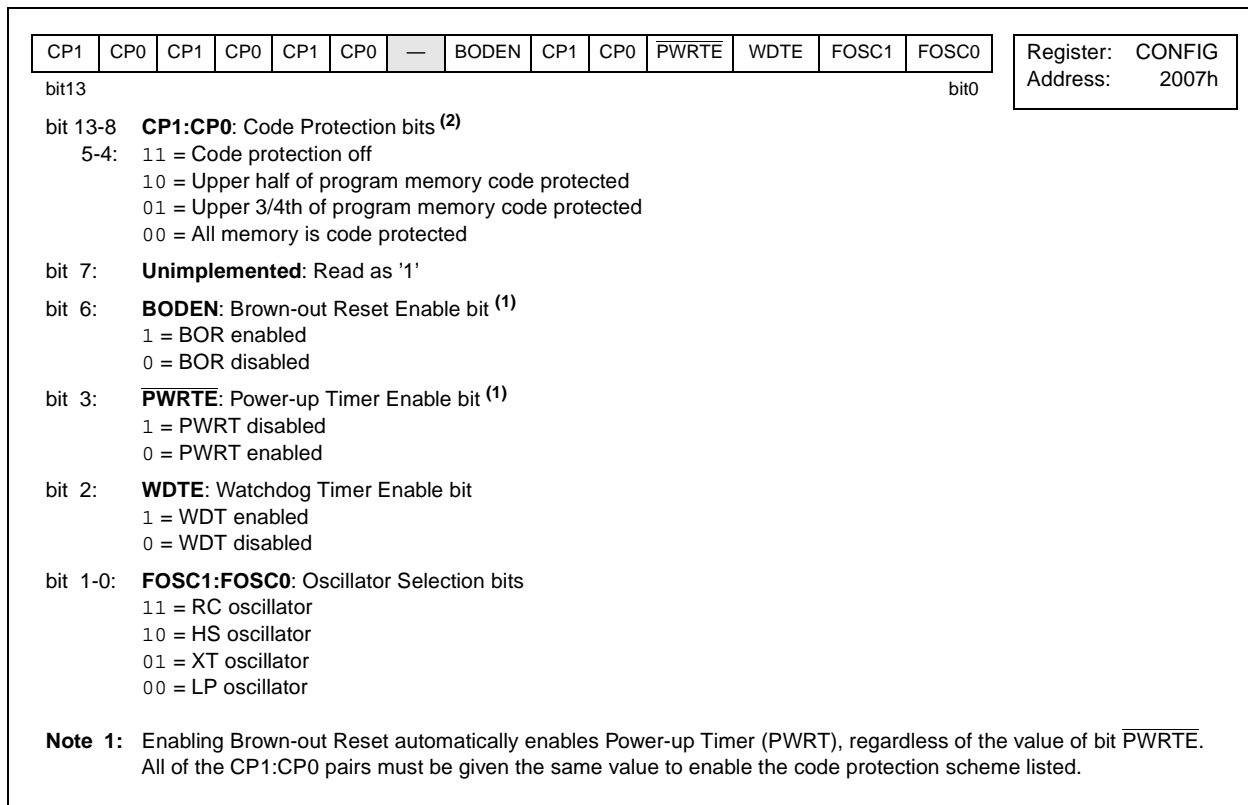 CP1 CP0 CP1 CP0 CP1 CP0 — BODEN CP1 CP0 PWRTE WDTE FOSC1 FOSC0
Register: CONFIG
Address: 2007h
bit13 bit0
bit 13-8 CP1:CP0: Code Protection bits (2)
5-4: 11 = Code protection off
10 = Upper half of program memory code protected
01 = Upper 3/4th of program memory code protected
00 = All memory is code protected
bit 7: Unimplemented: Read as '1'
bit 6: BODEN: Brown-out Reset Enable bit (1)
1 = BOR enabled
0 = BOR disabled
bit 3: PWRTE: Power-up Timer Enable bit (1)
1 = PWRT disabled
0 = PWRT enabled
bit 2: WDTE: Watchdog Timer Enable bit
1 = WDT enabled
0 = WDT disabled
bit 1-0: FOSC1:FOSC0: Oscillator Selection bits
11 = RC oscillator
10 = HS oscillator
01 = XT oscillator
00 = LP oscillator
Note 1: Enabling Brown-out Reset automatically enables Power-up Timer (PWRT), regardless of the value of bit PWRTE.
All of the CP1:CP0 pairs must be given the same value to enable the code protection scheme listed.